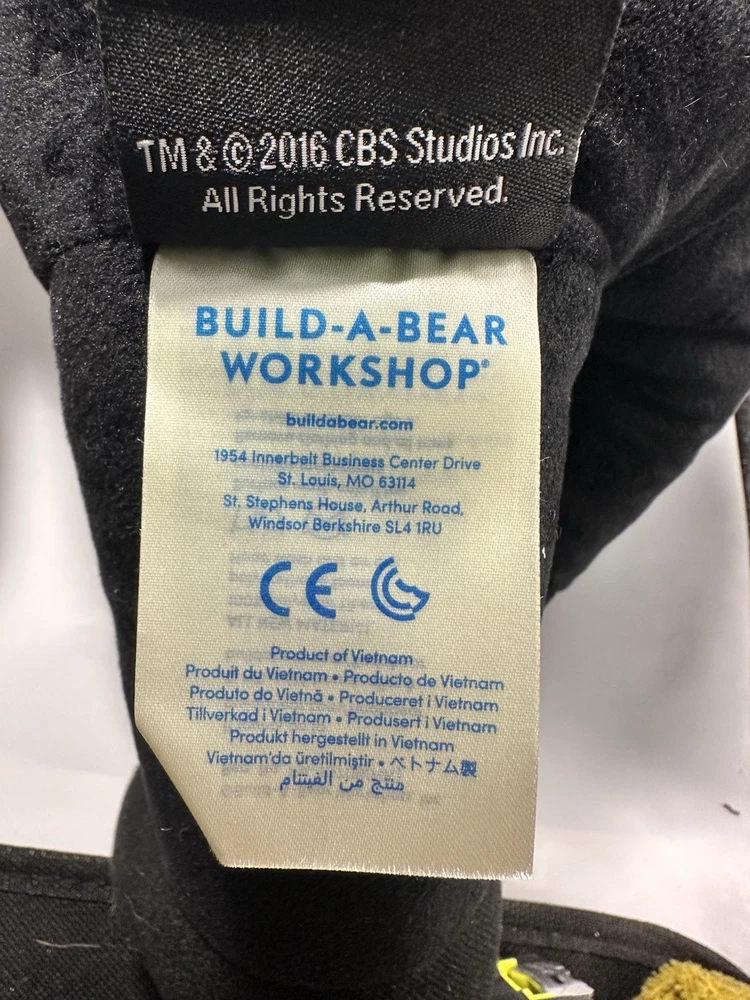 TM & © 2016 CBS Studios Inc.
All Rights Reserved.
BUILD-A-BEAR
WORKSHOP®
buildabear.com
1954 Innerbelt Business Center Drive
St. Louis, MO 63114
St. Stephens House, Arthur Road,
Windsor Berkshire SL4 1RU
CE
Product of Vietnam
Produit du Vietnam • Producto de Vietnam
Produto do Vietnã • Produceret i Vietnam
Tillverkad i Vietnam • Produsert i Vietnam
Produkt hergestellt in Vietnam
Vietnam'da üretilmiştir • ベトナム製
منتج من الفيتنام